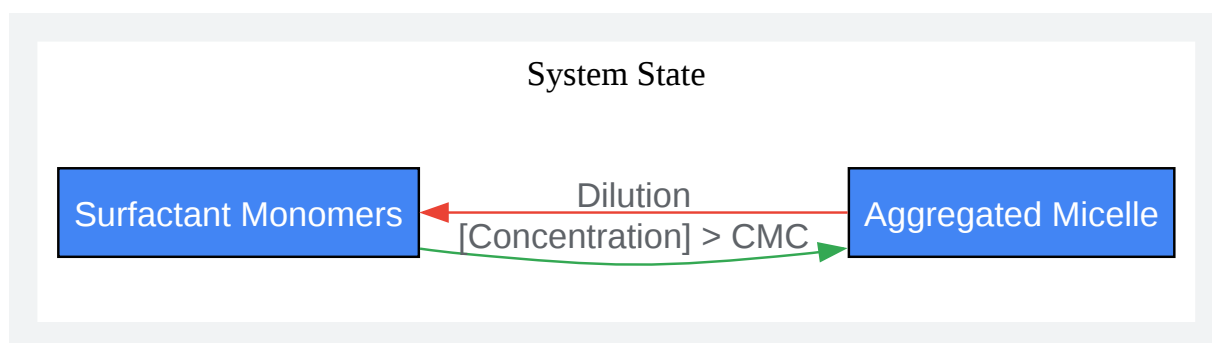 System State
Surfactant Monomers
Dilution
[Concentration] > CMC
Aggregated Micelle